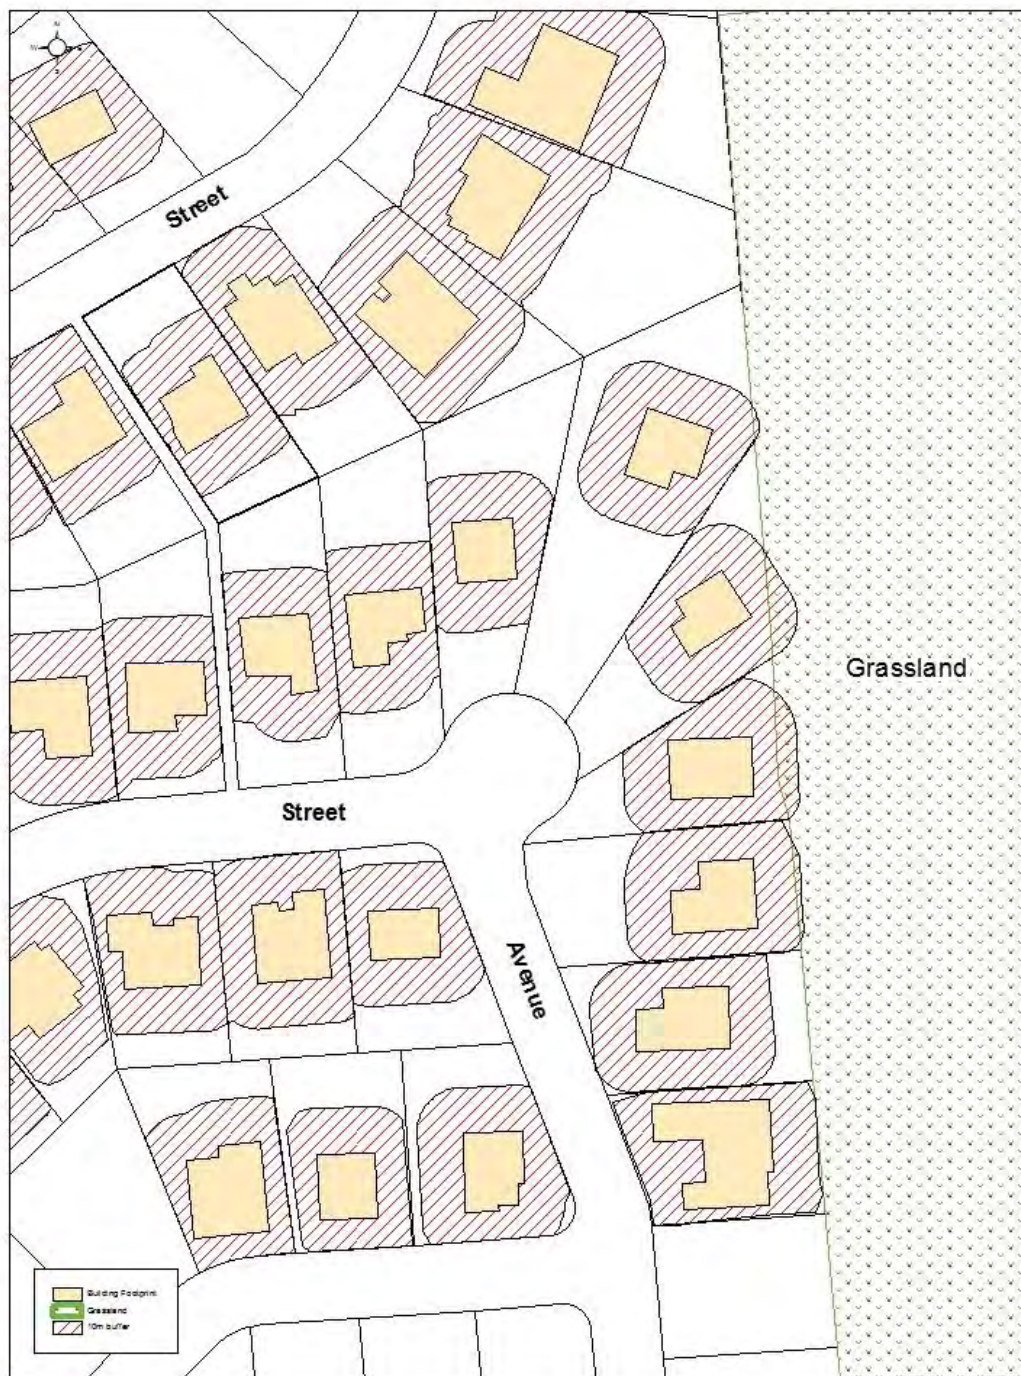 N
W
S
Street
Grassland
Street
Avenue
Building Footprint
Grassland
10m buffer